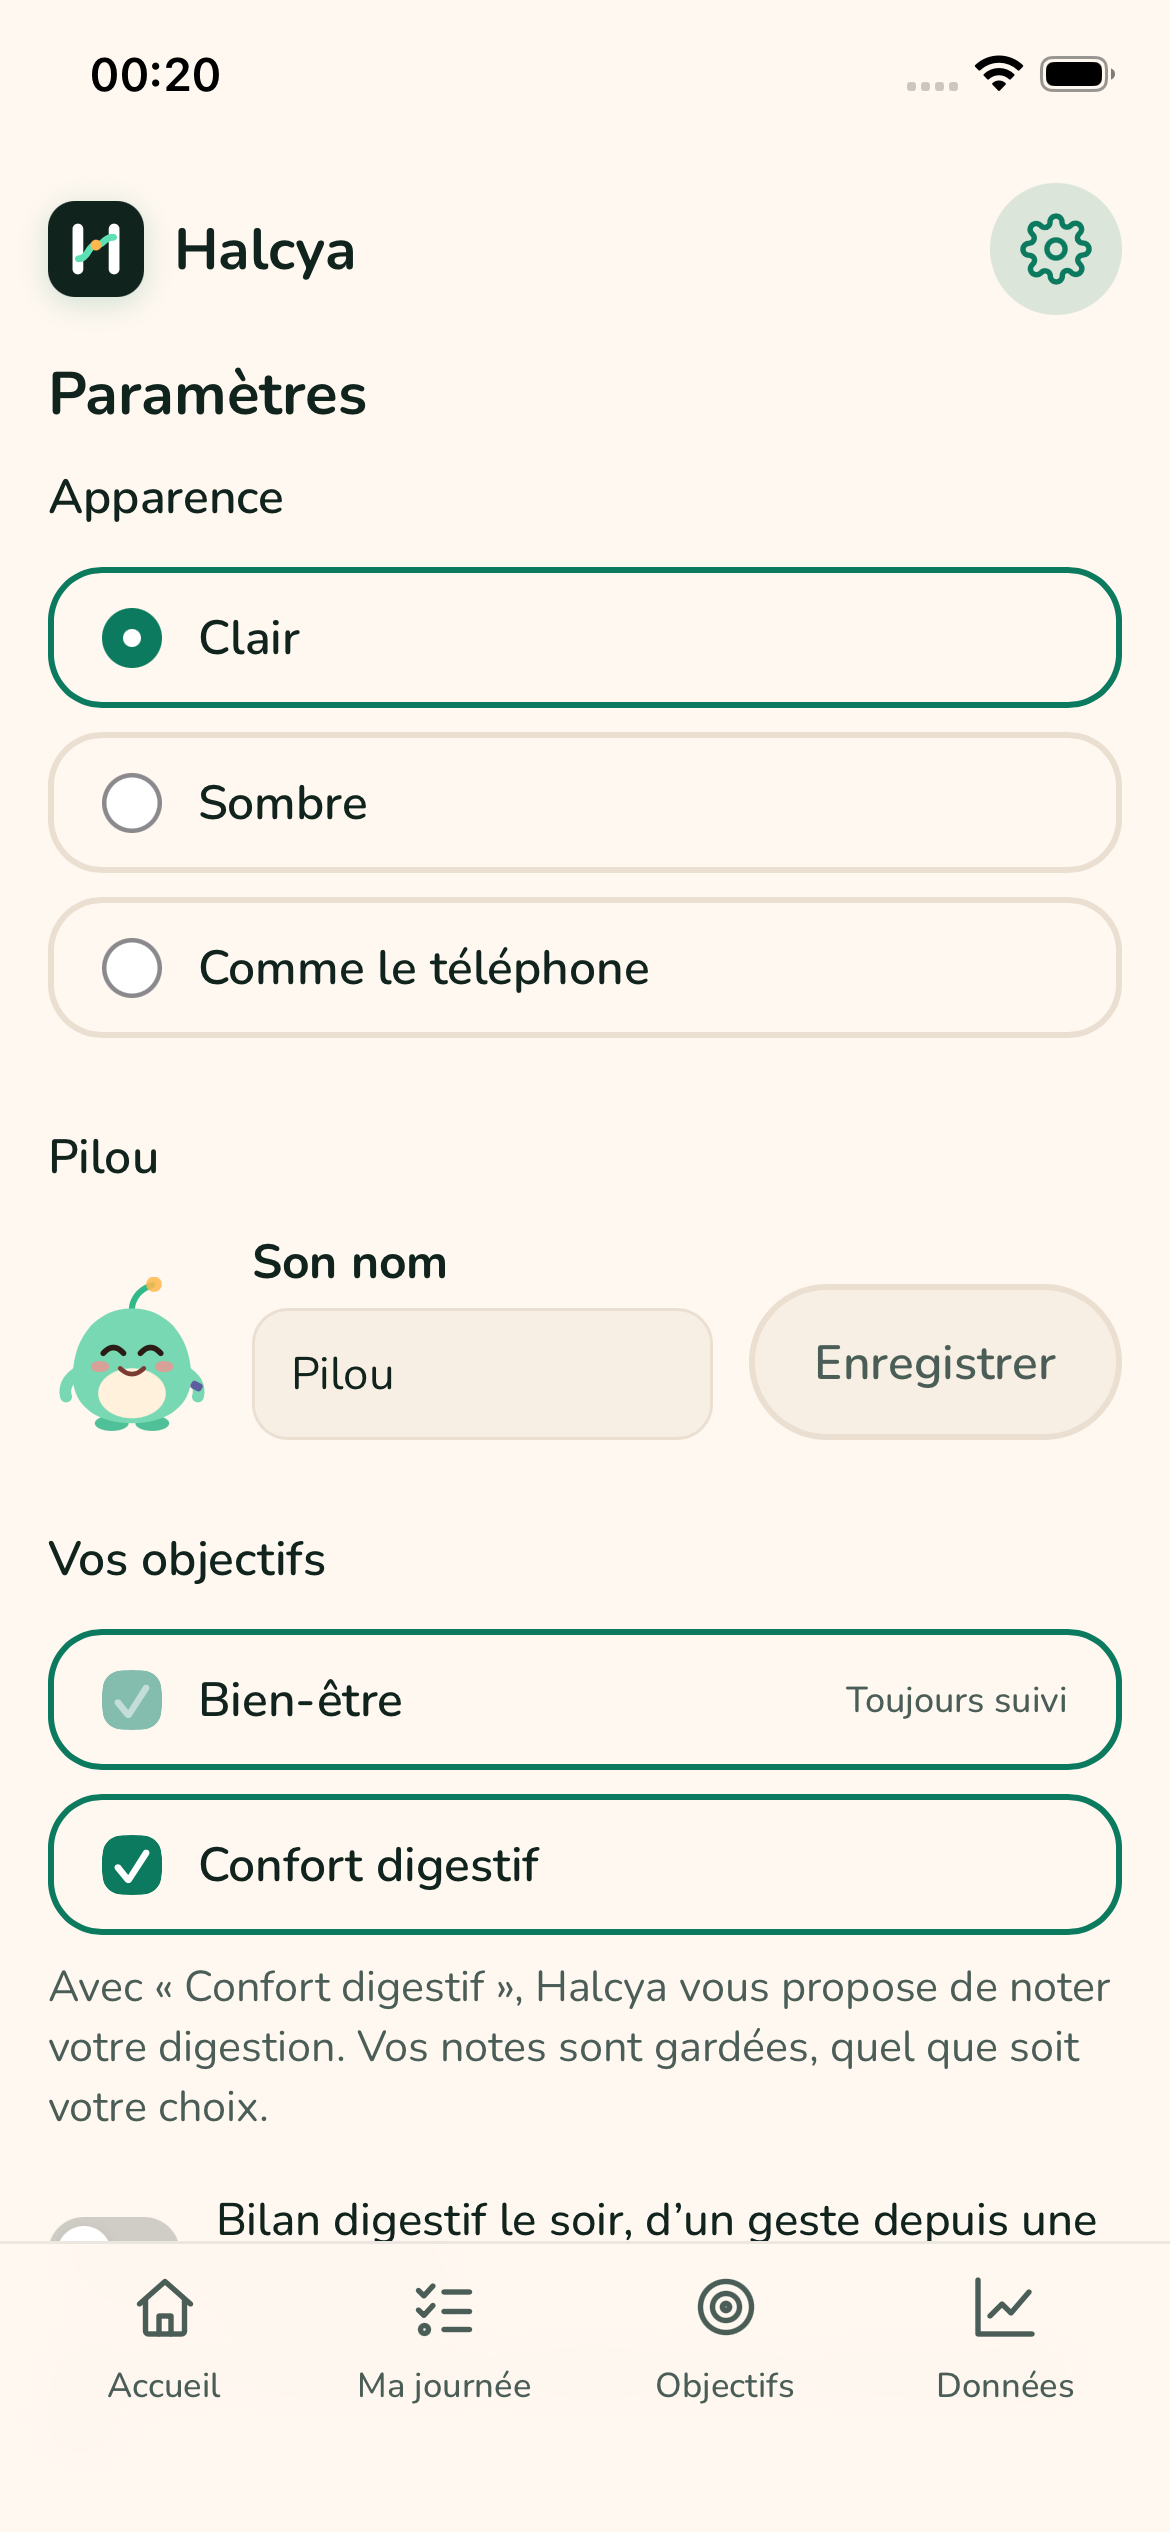 00:20
Halcya
Paramètres
Apparence
Clair
Sombre
Comme le téléphone
Pilou
Son nom
Pilou
Enregistrer
Vos objectifs
Bien-être
Toujours suivi
Confort digestif
Avec « Confort digestif », Halcya vous propose de noter
votre digestion. Vos notes sont gardées, quel que soit
votre choix.
Bilan digestif le soir, d’un geste depuis une
Accueil
Ma journée
Objectifs
Données